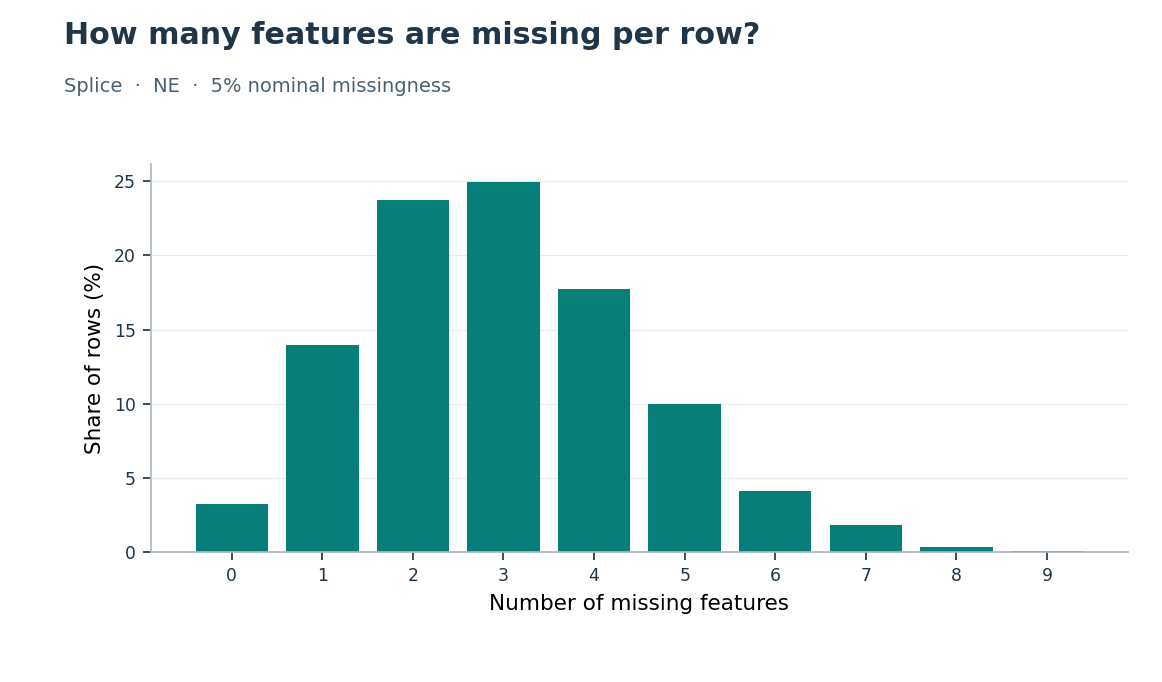 How many features are missing per row?
Splice · NE · 5% nominal missingness
Share of rows (%)
25
20
15
10
5
0
0 1 2 3 4 5 6 7 8 9
Number of missing features